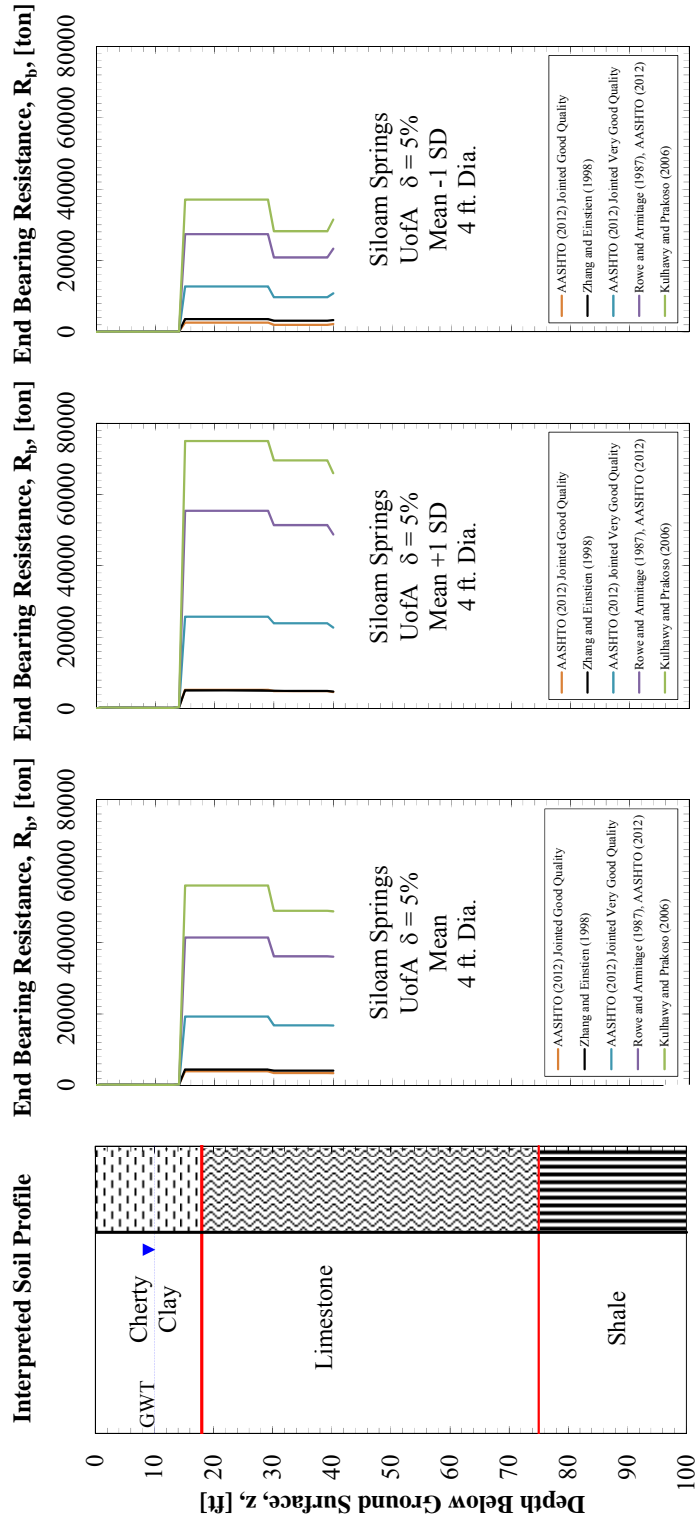 Interpreted Soil Profile
Depth Below Ground Surface, z, [ft]
0
10
20
30
40
50
60
70
80
90
100
GWT
Cherty
Clay
Limestone
Shale
End Bearing Resistance, Rb, [ton]
0 20000 40000 60000 80000
Siloam Springs
UofA δ = 5%
Mean
4 ft. Dia.
AASHTO (2012) Jointed Good Quality
Zhang and Einstien (1998)
AASHTO (2012) Jointed Very Good Quality
Rowe and Armitage (1987), AASHTO (2012)
Kulhawy and Prakoso (2006)
End Bearing Resistance, Rb, [ton]
0 20000 40000 60000 80000
Siloam Springs
UofA δ = 5%
Mean +1 SD
4 ft. Dia.
AASHTO (2012) Jointed Good Quality
Zhang and Einstien (1998)
AASHTO (2012) Jointed Very Good Quality
Rowe and Armitage (1987), AASHTO (2012)
Kulhawy and Prakoso (2006)
End Bearing Resistance, Rb, [ton]
0 20000 40000 60000 80000
Siloam Springs
UofA δ = 5%
Mean -1 SD
4 ft. Dia.
AASHTO (2012) Jointed Good Quality
Zhang and Einstien (1998)
AASHTO (2012) Jointed Very Good Quality
Rowe and Armitage (1987), AASHTO (2012)
Kulhawy and Prakoso (2006)